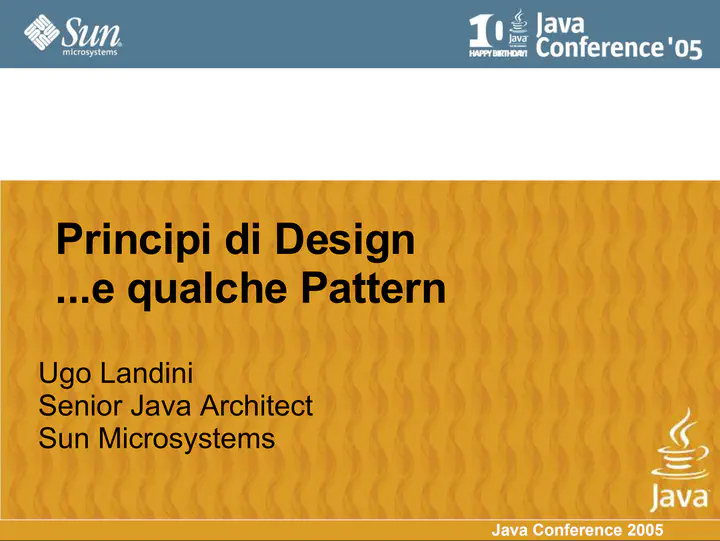 Sun
microsystems
10
HAPPY BIRTHDAY!
Java
Java
Conference '05
Principi di Design
...e qualche Pattern
Ugo Landini
Senior Java Architect
Sun Microsystems
Java
Java Conference 2005